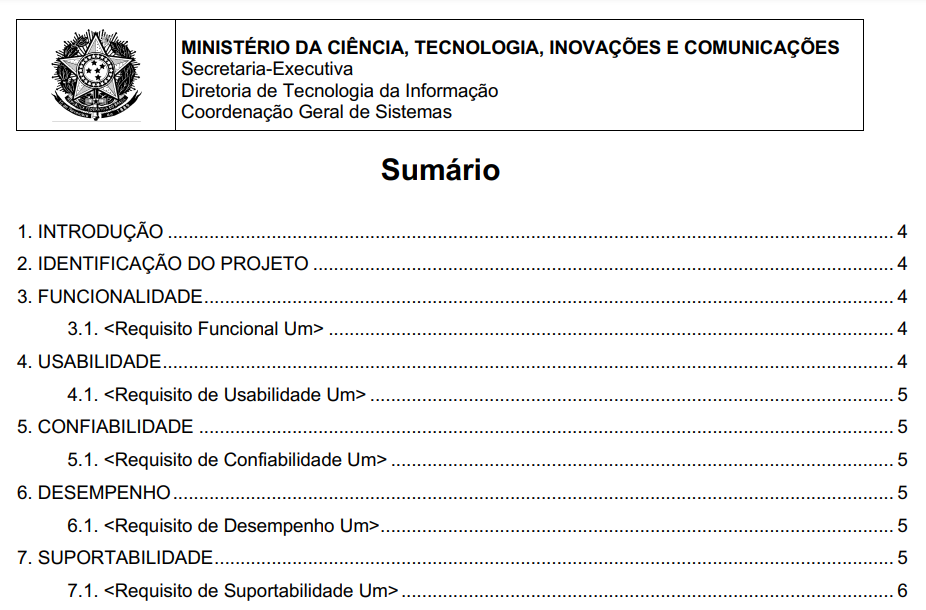 MINISTÉRIO DA CIÊNCIA, TECNOLOGIA, INOVAÇÕES E COMUNICAÇÕES
Secretaria-Executiva
Diretoria de Tecnologia da Informação
Coordenação Geral de Sistemas
Sumário
1. INTRODUÇÃO ........ 4
2. IDENTIFICAÇÃO DO PROJETO ........ 4
3. FUNCIONALIDADE ........ 4
3.1. <Requisito Funcional Um> ........ 4
4. USABILIDADE ........ 4
4.1. <Requisito de Usabilidade Um> ........ 5
5. CONFIABILIDADE ........ 5
5.1. <Requisito de Confiabilidade Um> ........ 5
6. DESEMPENHO ........ 5
6.1. <Requisito de Desempenho Um> ........ 5
7. SUPORTABILIDADE ........ 5
7.1. <Requisito de Suportabilidade Um> ........ 6